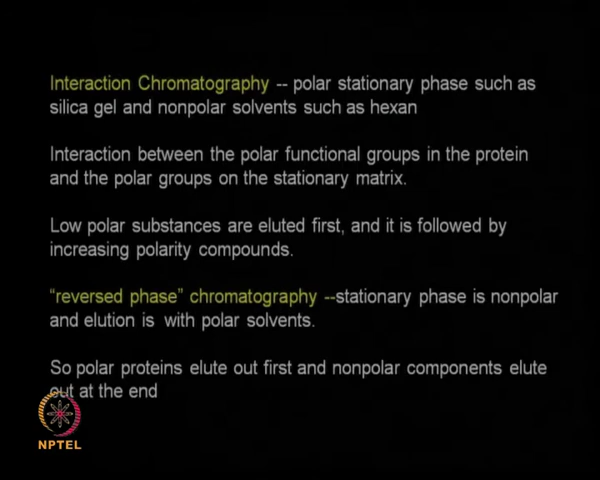 Interaction Chromatography -- polar stationary phase such as
silica gel and nonpolar solvents such as hexan
Interaction between the polar functional groups in the protein
and the polar groups on the stationary matrix.
Low polar substances are eluted first, and it is followed by
increasing polarity compounds.
“reversed phase” chromatography --stationary phase is nonpolar
and elution is with polar solvents.
So polar proteins elute out first and nonpolar components elute
out at the end
NPTEL